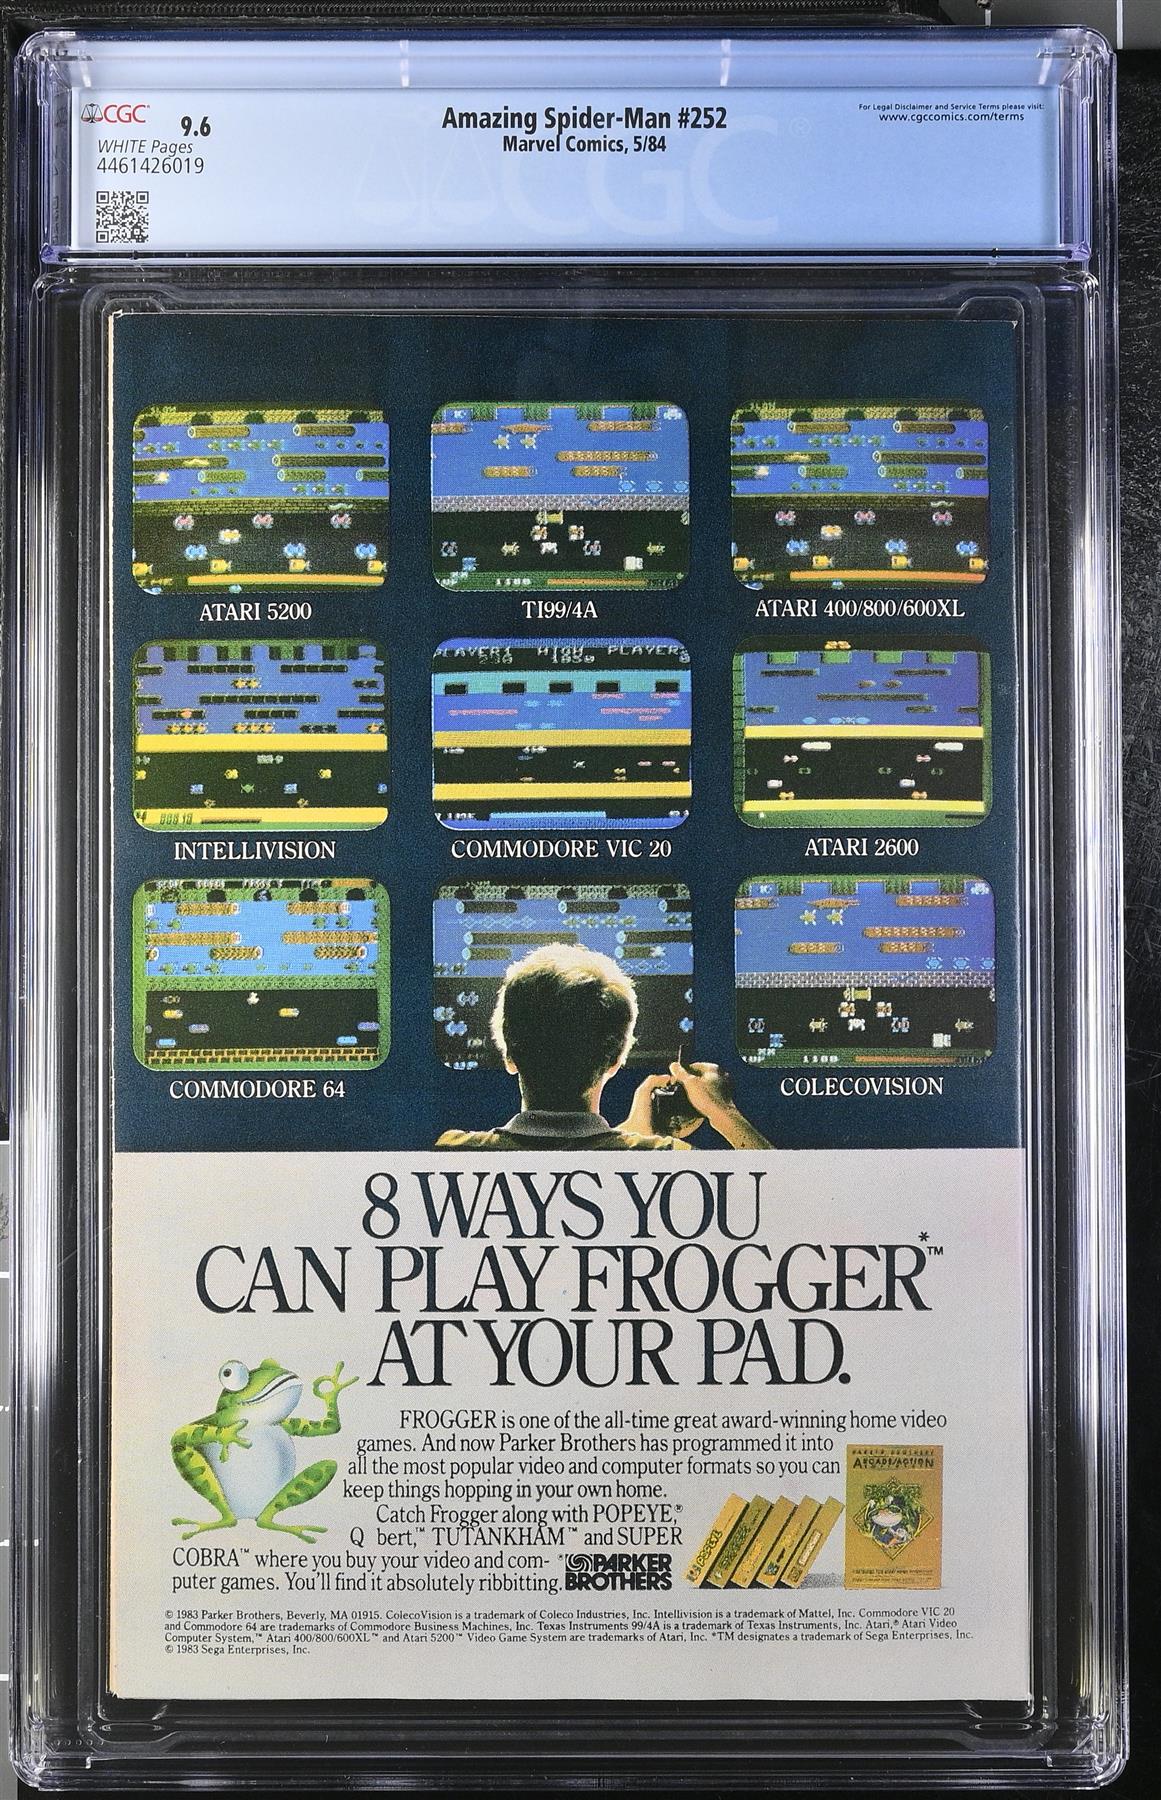 CGC
9.6
WHITE Pages
4461426019
Amazing Spider-Man #252
Marvel Comics, 5/84
For Legal Disclaimer and Service Terms please visit:
www.cgccomics.com/terms
ATARI 5200
TI99/4A
ATARI 400/800/600XL
PLAYER1 HIGH PLAYER
INTELLIVISION
COMMODORE VIC 20
ATARI 2600
COMMODORE 64
COLECOVISION
8 WAYS YOU
CAN PLAY FROGGER*™
AT YOUR PAD.
FROGGER is one of the all-time great award-winning home video
games. And now Parker Brothers has programmed it into
all the most popular video and computer formats so you can
keep things hopping in your own home.
Catch Frogger along with POPEYE,®
Q bert,™ TUTANKHAM™ and SUPER
COBRA™ where you buy your video and com-
puter games. You'll find it absolutely ribbitting.
PARKER
BROTHERS
PARKER BROTHERS
ARCADE/ACTION
© 1983 Parker Brothers, Beverly, MA 01915. ColecoVision is a trademark of Coleco Industries, Inc. Intellivision is a trademark of Mattel, Inc. Commodore VIC 20
and Commodore 64 are trademarks of Commodore Business Machines, Inc. Texas Instruments 99/4A is a trademark of Texas Instruments, Inc. Atari,® Atari Video
Computer System,™ Atari 400/800/600XL™ and Atari 5200™ Video Game System are trademarks of Atari, Inc. *TM designates a trademark of Sega Enterprises, Inc.
© 1983 Sega Enterprises, Inc.